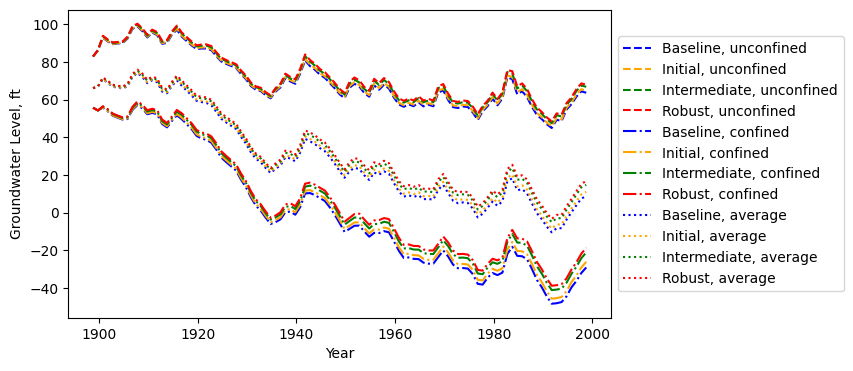 100
80
60
40
20
0
−20
−40
Groundwater Level, ft
1900
1920
1940
1960
1980
2000
Year
Baseline, unconfined
Initial, unconfined
Intermediate, unconfined
Robust, unconfined
Baseline, confined
Initial, confined
Intermediate, confined
Robust, confined
Baseline, average
Initial, average
Intermediate, average
Robust, average